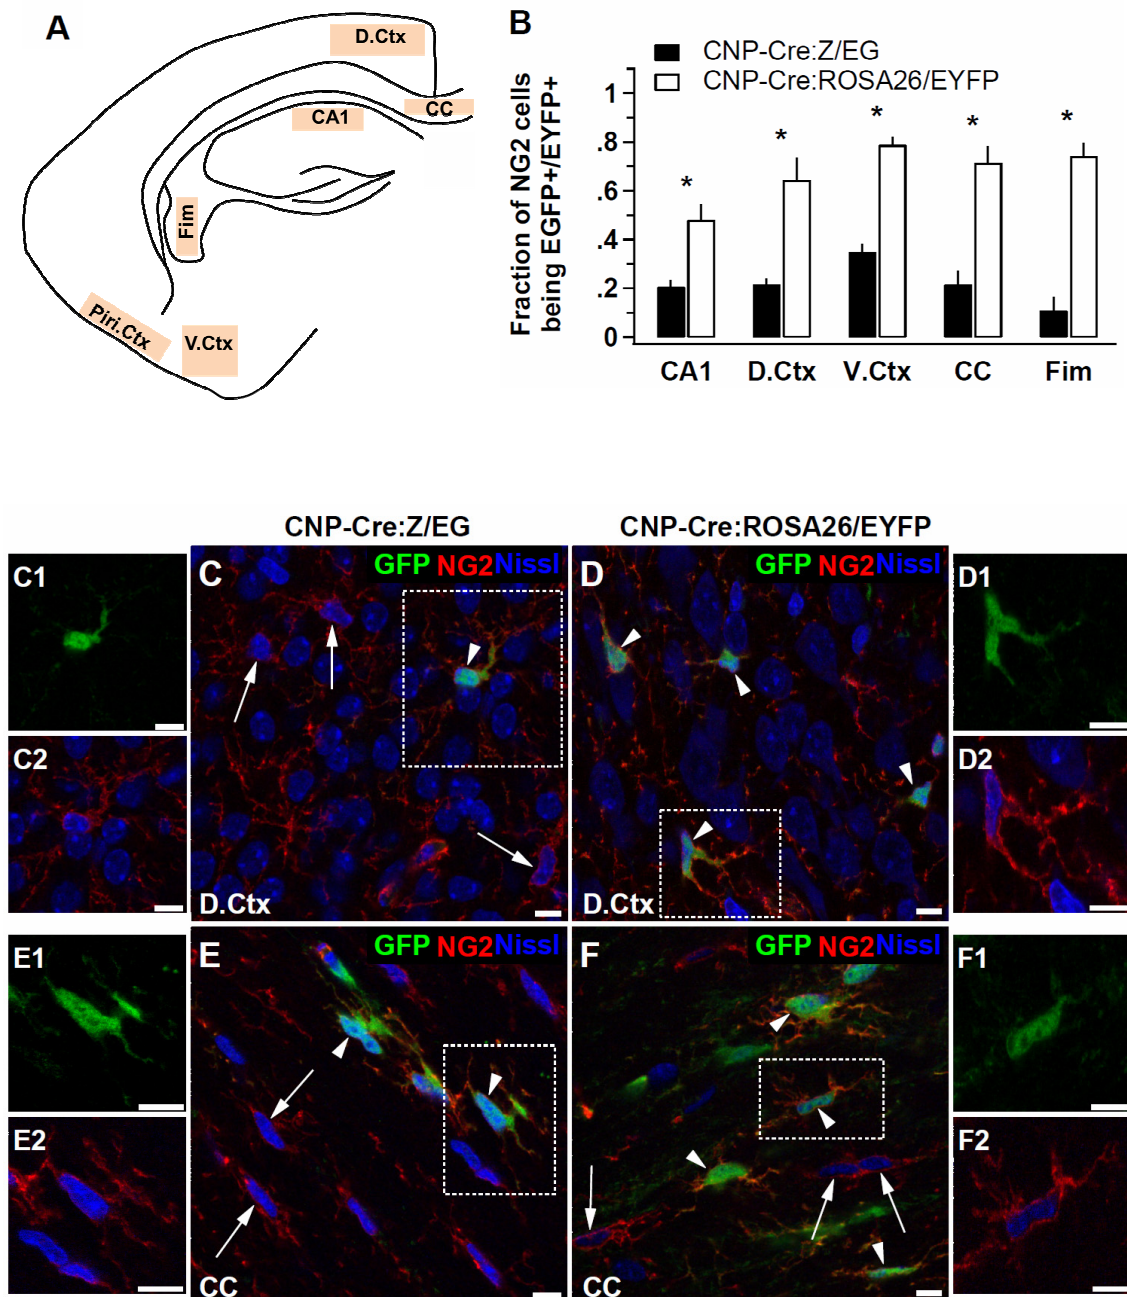 A
D.Ctx
CC
CA1
Fim
Piri.Ctx
V.Ctx
B
CNP-Cre:Z/EG
CNP-Cre:ROSA26/EYFP
Fraction of NG2 cells
being EGFP+/EYFP+
1
.8
.6
.4
.2
0
* * * * *
CA1 D.Ctx V.Ctx CC Fim
CNP-Cre:Z/EG CNP-Cre:ROSA26/EYFP
C1
C2
C GFP NG2 Nissl
D.Ctx
D GFP NG2 Nissl
D.Ctx
D1
D2
E1
E2
E GFP NG2 Nissl
CC
F GFP NG2 Nissl
CC
F1
F2